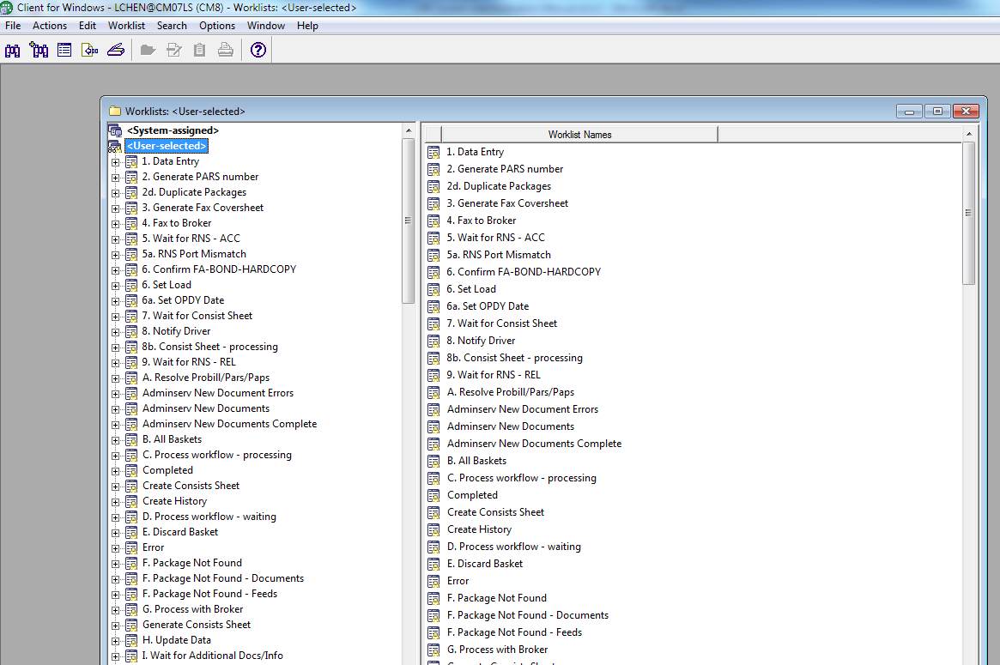 Client for Windows - LCHEN@CM07LS (CM8) - Worklists: <User-selected>
File Actions Edit Worklist Search Options Window Help
Worklists: <User-selected>
<System-assigned>
<User-selected>
1. Data Entry
2. Generate PARS number
2d. Duplicate Packages
3. Generate Fax Coversheet
4. Fax to Broker
5. Wait for RNS - ACC
5a. RNS Port Mismatch
6. Confirm FA-BOND-HARDCOPY
6. Set Load
6a. Set OPDY Date
7. Wait for Consist Sheet
8. Notify Driver
8b. Consist Sheet - processing
9. Wait for RNS - REL
A. Resolve Probill/Pars/Paps
Adminserv New Document Errors
Adminserv New Documents
Adminserv New Documents Complete
B. All Baskets
C. Process workflow - processing
Completed
Create Consists Sheet
Create History
D. Process workflow - waiting
E. Discard Basket
Error
F. Package Not Found
F. Package Not Found - Documents
F. Package Not Found - Feeds
G. Process with Broker
Generate Consists Sheet
H. Update Data
I. Wait for Additional Docs/Info
Worklist Names
1. Data Entry
2. Generate PARS number
2d. Duplicate Packages
3. Generate Fax Coversheet
4. Fax to Broker
5. Wait for RNS - ACC
5a. RNS Port Mismatch
6. Confirm FA-BOND-HARDCOPY
6. Set Load
6a. Set OPDY Date
7. Wait for Consist Sheet
8. Notify Driver
8b. Consist Sheet - processing
9. Wait for RNS - REL
A. Resolve Probill/Pars/Paps
Adminserv New Document Errors
Adminserv New Documents
Adminserv New Documents Complete
B. All Baskets
C. Process workflow - processing
Completed
Create Consists Sheet
Create History
D. Process workflow - waiting
E. Discard Basket
Error
F. Package Not Found
F. Package Not Found - Documents
F. Package Not Found - Feeds
G. Process with Broker